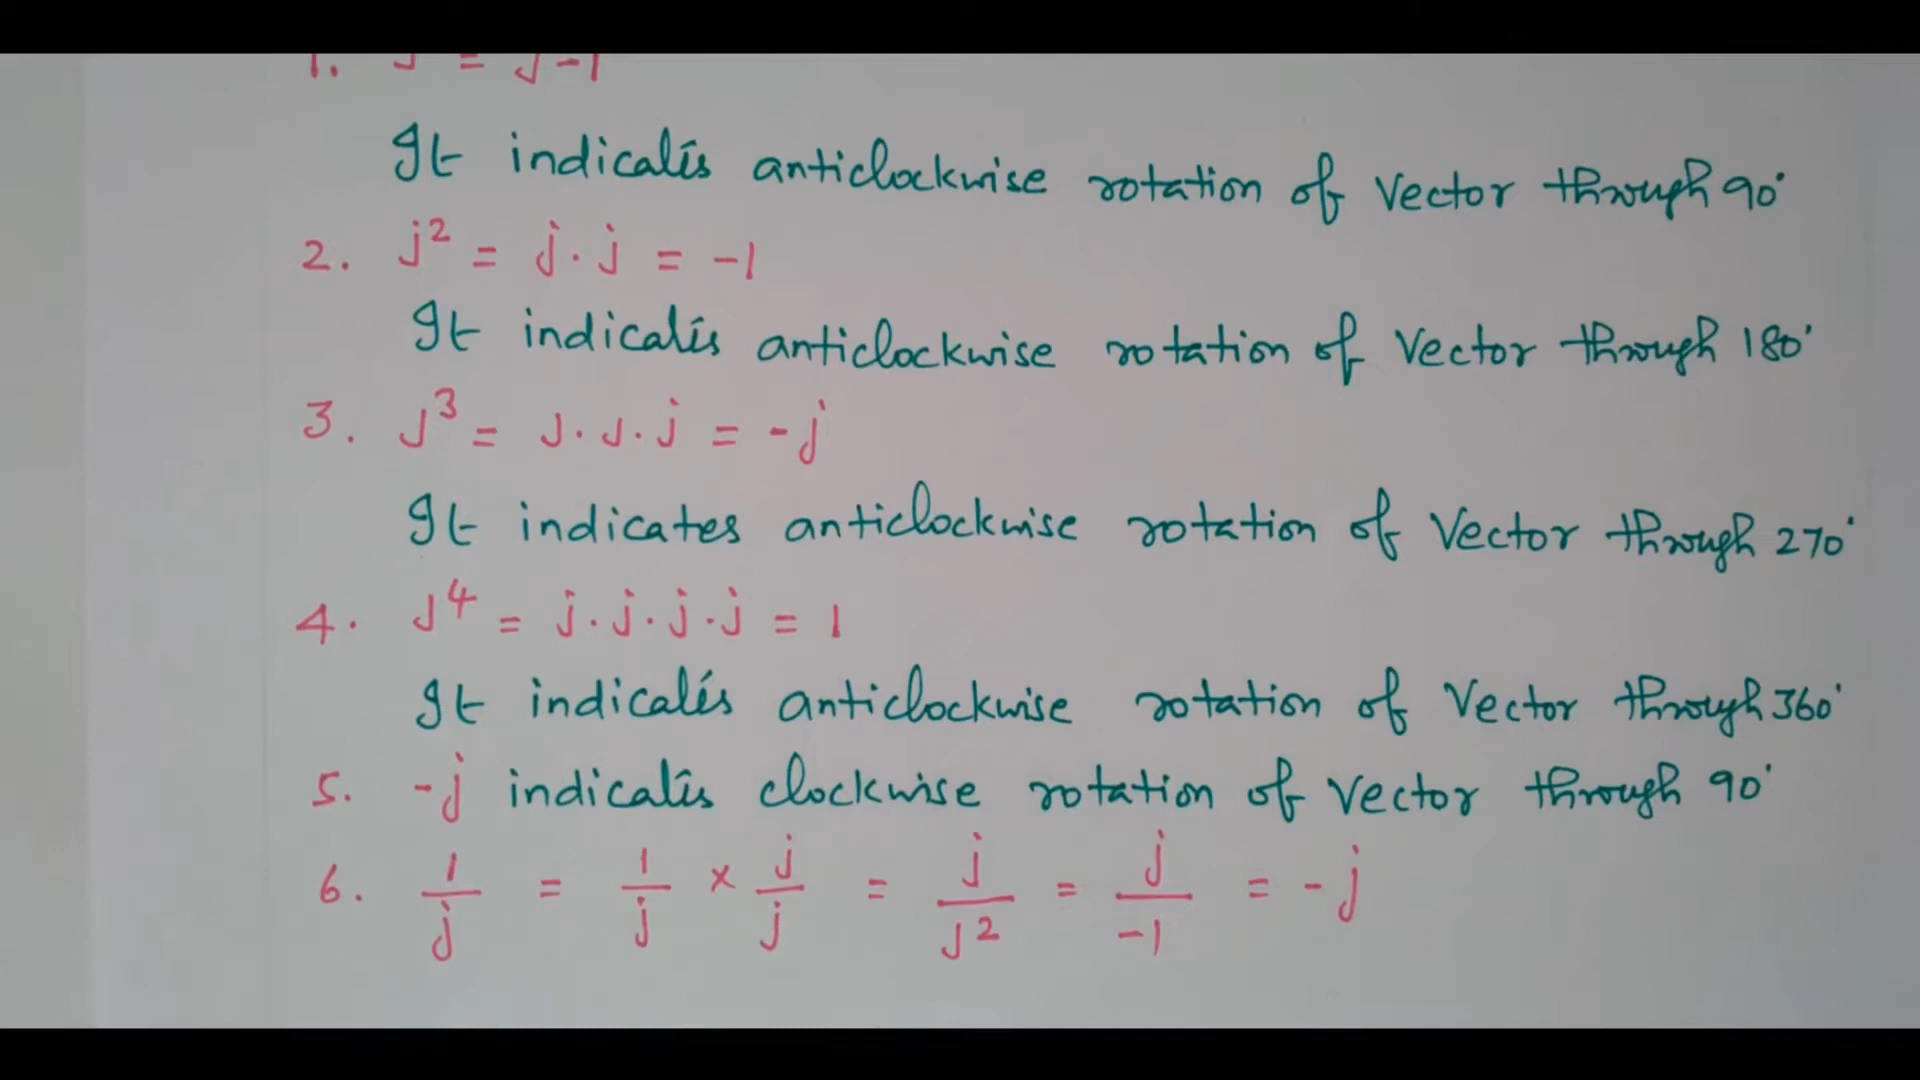 1. j = √-1
It indicates anticlockwise rotation of vector through 90°
2. j² = j . j = -1
It indicates anticlockwise rotation of vector through 180°
3. J³ = J . J . j = -j
It indicates anticlockwise rotation of vector through 270°
4. J⁴ = j . j . j . j = 1
It indicates anticlockwise rotation of vector through 360°
5. -j indicates clockwise rotation of vector through 90°
6. 1/j = 1/j × j/j = j/J² = j/-1 = -j